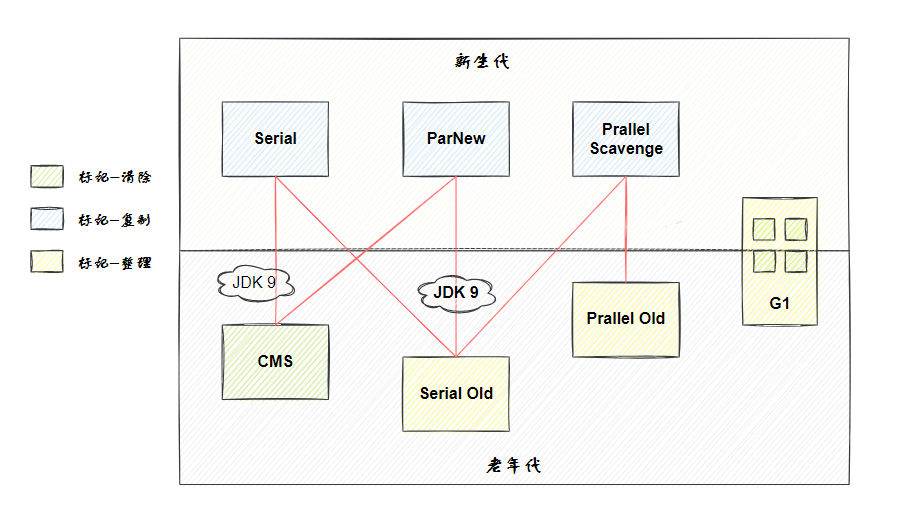 新生代
Serial
ParNew
Prallel
Scavenge
标记-清除
标记-复制
标记-整理
JDK 9
JDK 9
G1
Prallel Old
CMS
Serial Old
老年代